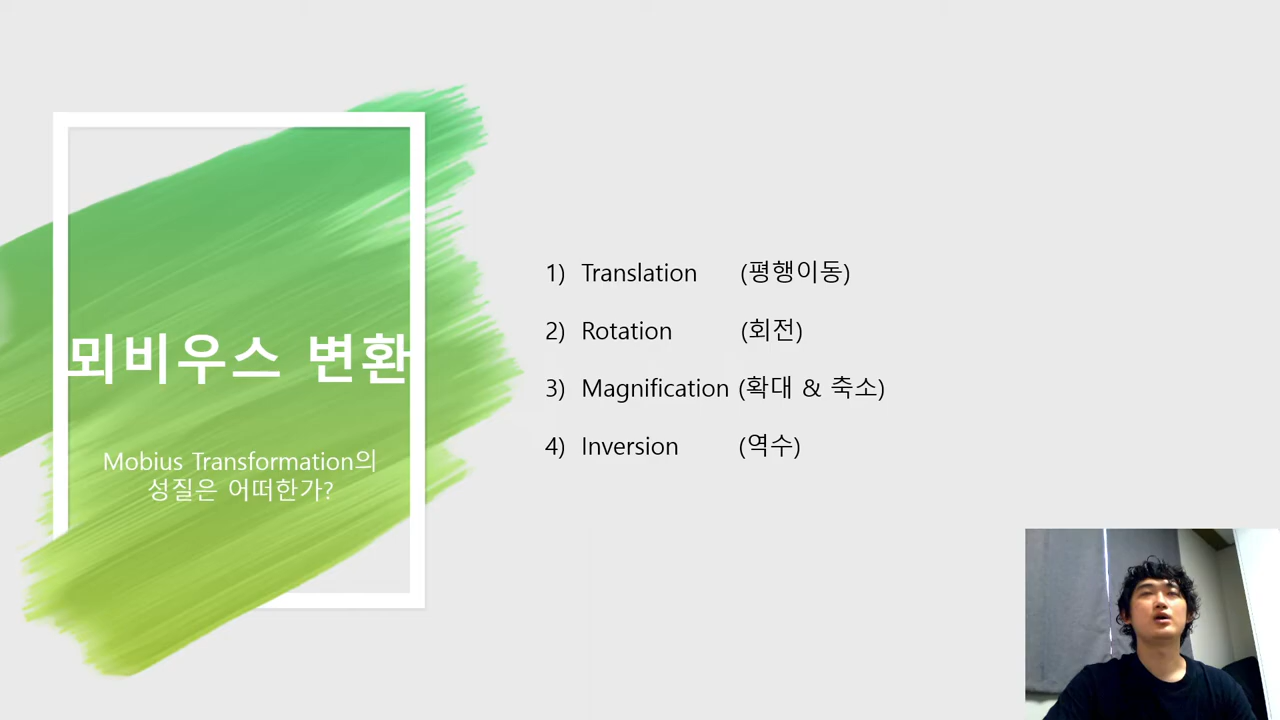 뫼비우스 변환
Mobius Transformation의
성질은 어떠한가?
1) Translation (평행이동)
2) Rotation (회전)
3) Magnification (확대 & 축소)
4) Inversion (역수)